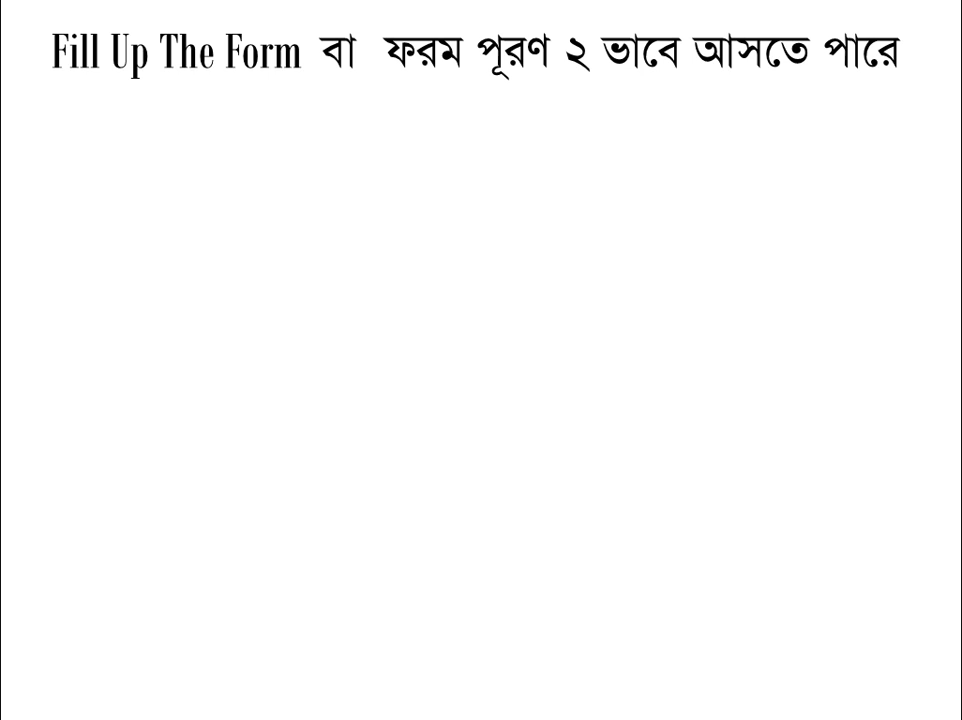 Fill Up The Form বা ফরম পূরণ ২ ভাবে আসতে পারে